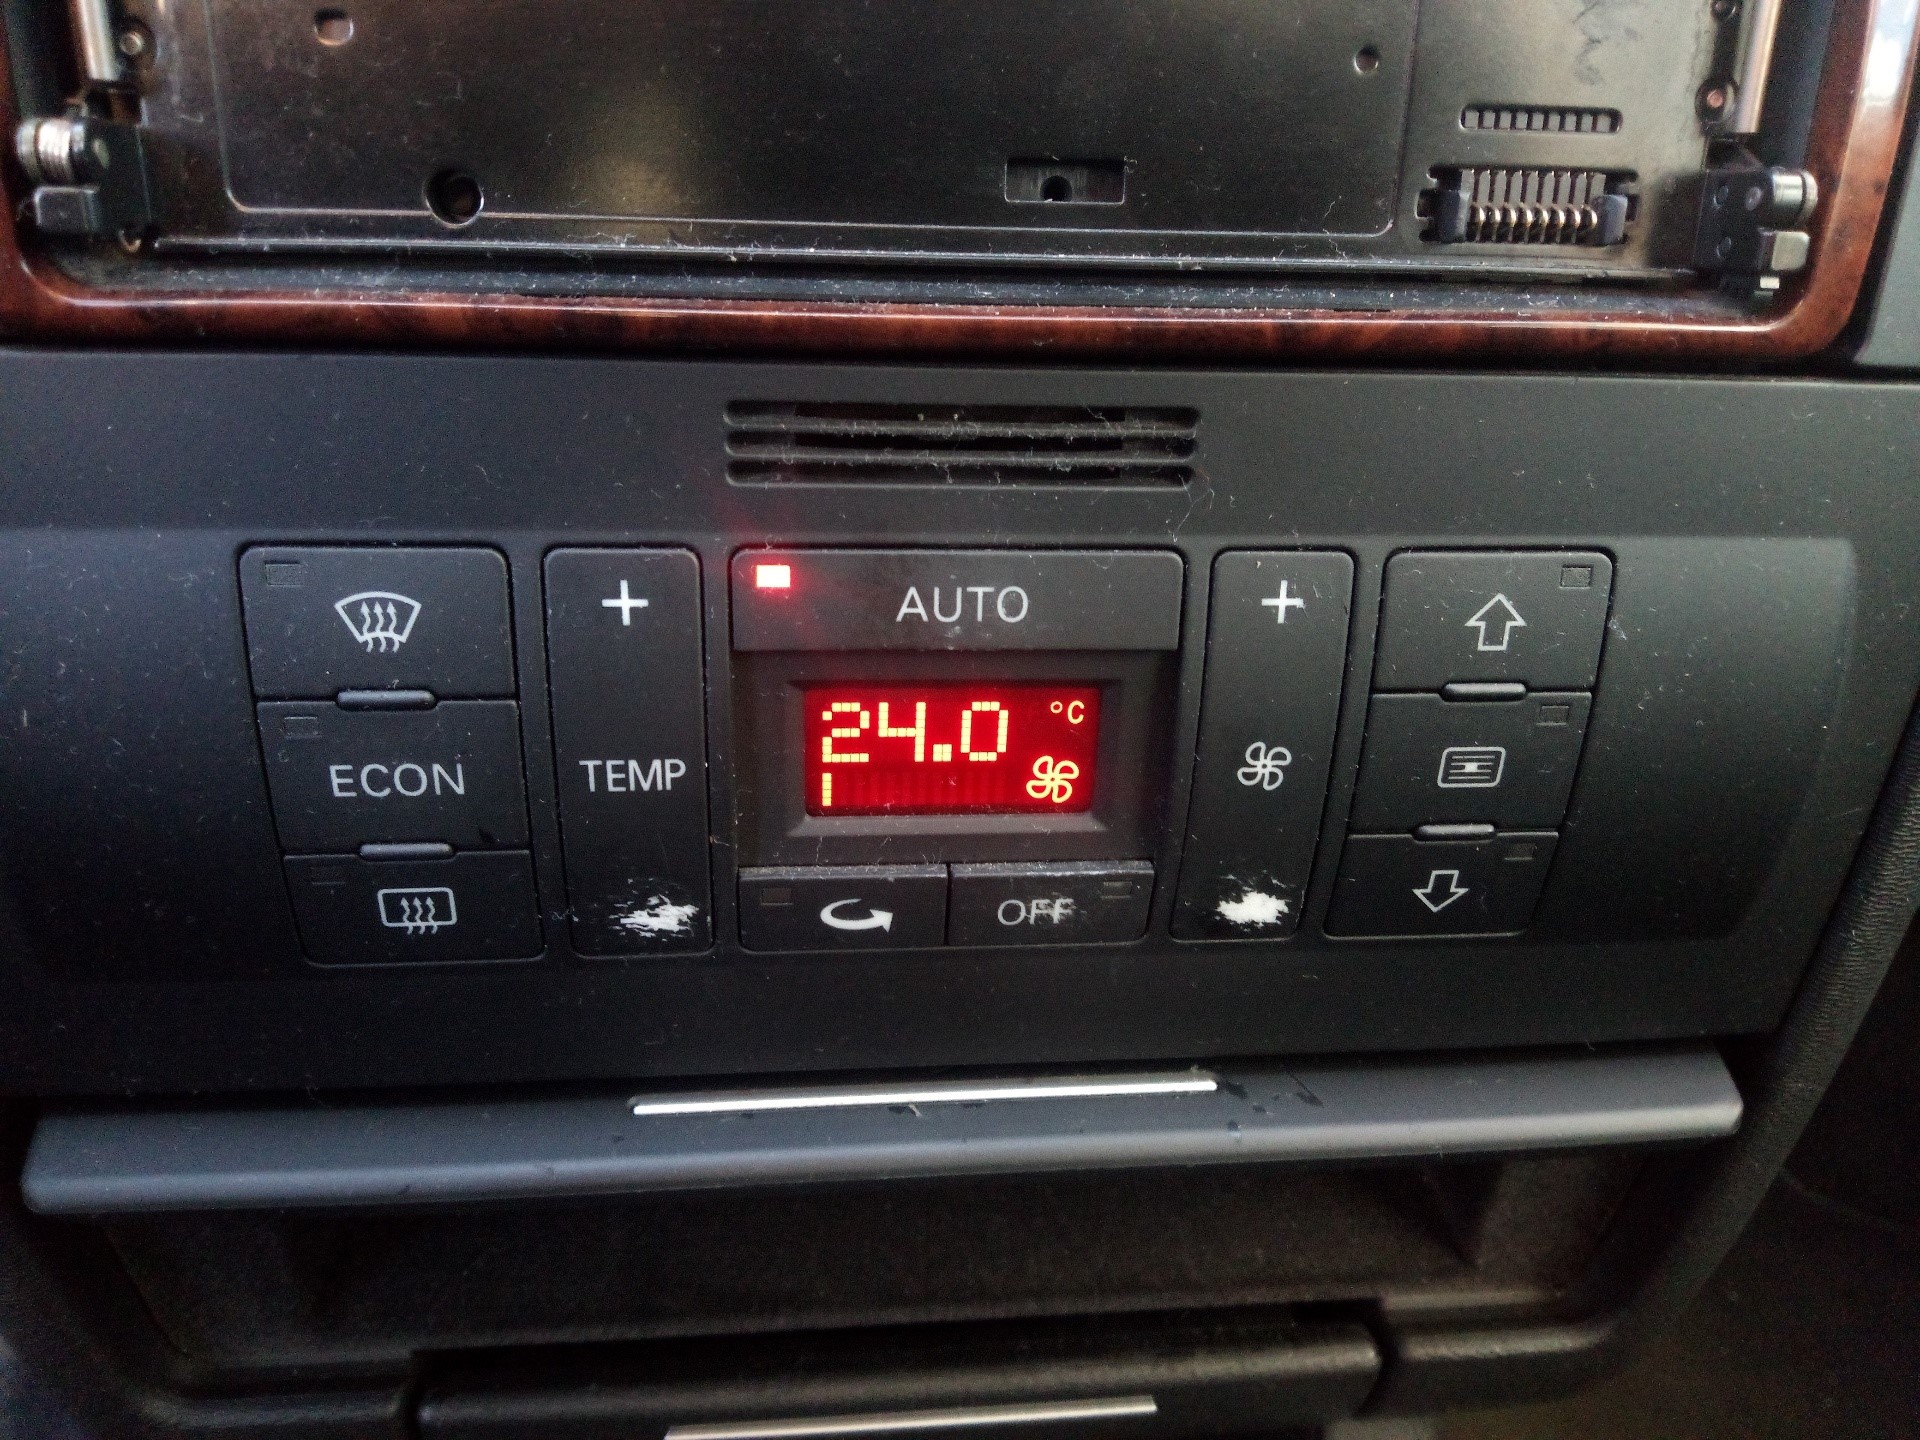 +
AUTO
+
24.0 °C
ECON
TEMP
OFF